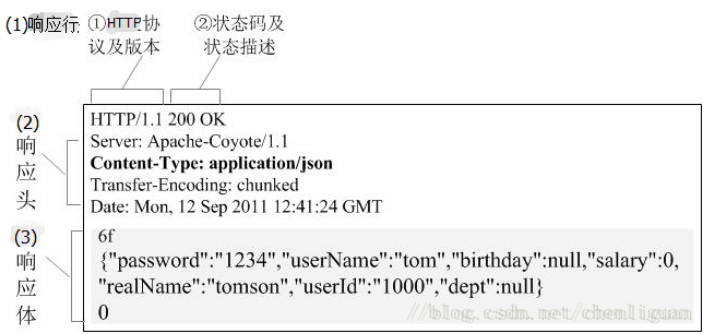 (1)响应行 ①HTTP协议及版本 ②状态码及状态描述
HTTP/1.1 200 OK
(2)响应头
Server: Apache-Coyote/1.1
Content-Type: application/json
Transfer-Encoding: chunked
Date: Mon, 12 Sep 2011 12:41:24 GMT
(3)响应体
6f
{"password":"1234","userName":"tom","birthday":null,"salary":0,
"realName":"tomson","userId":"1000","dept":null}
0
//blog.csdn.net/chenliguan